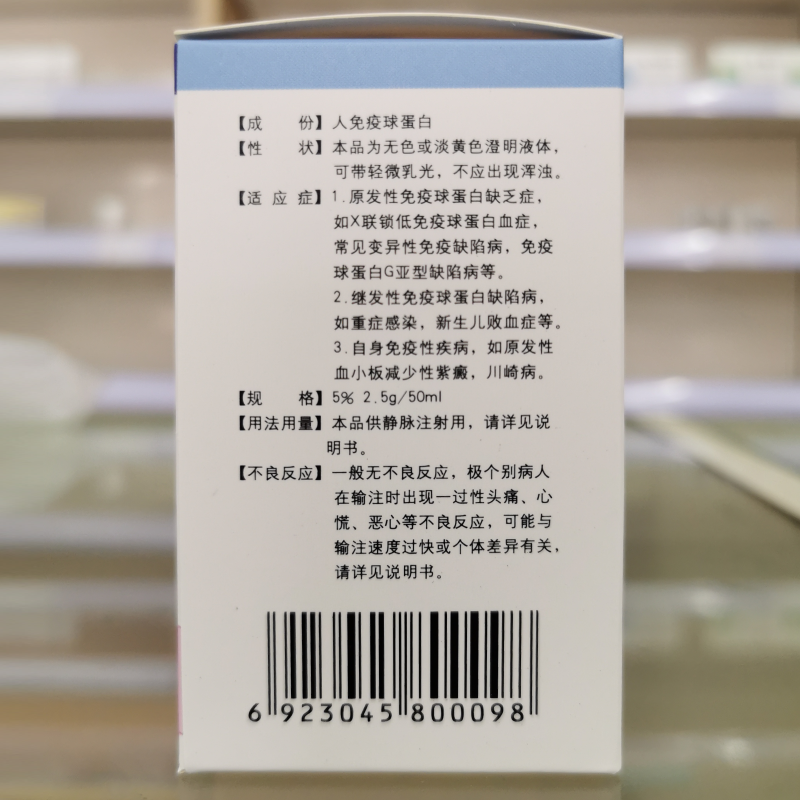 【成　份】人免疫球蛋白
【性　状】本品为无色或淡黄色澄明液体，
可带轻微乳光，不应出现浑浊。
【适应症】1.原发性免疫球蛋白缺乏症，
如X联锁低免疫球蛋白血症，
常见变异性免疫缺陷病，免疫
球蛋白G亚型缺陷病等。
2.继发性免疫球蛋白缺陷病，
如重症感染，新生儿败血症等。
3.自身免疫性疾病，如原发性
血小板减少性紫癜，川崎病。
【规　格】5% 2.5g/50ml
【用法用量】本品供静脉注射用，请详见说
明书。
【不良反应】一般无不良反应，极个别病人
在输注时出现一过性头痛、心
慌、恶心等不良反应，可能与
输注速度过快或个体差异有关，
请详见说明书。
6 923045 800098